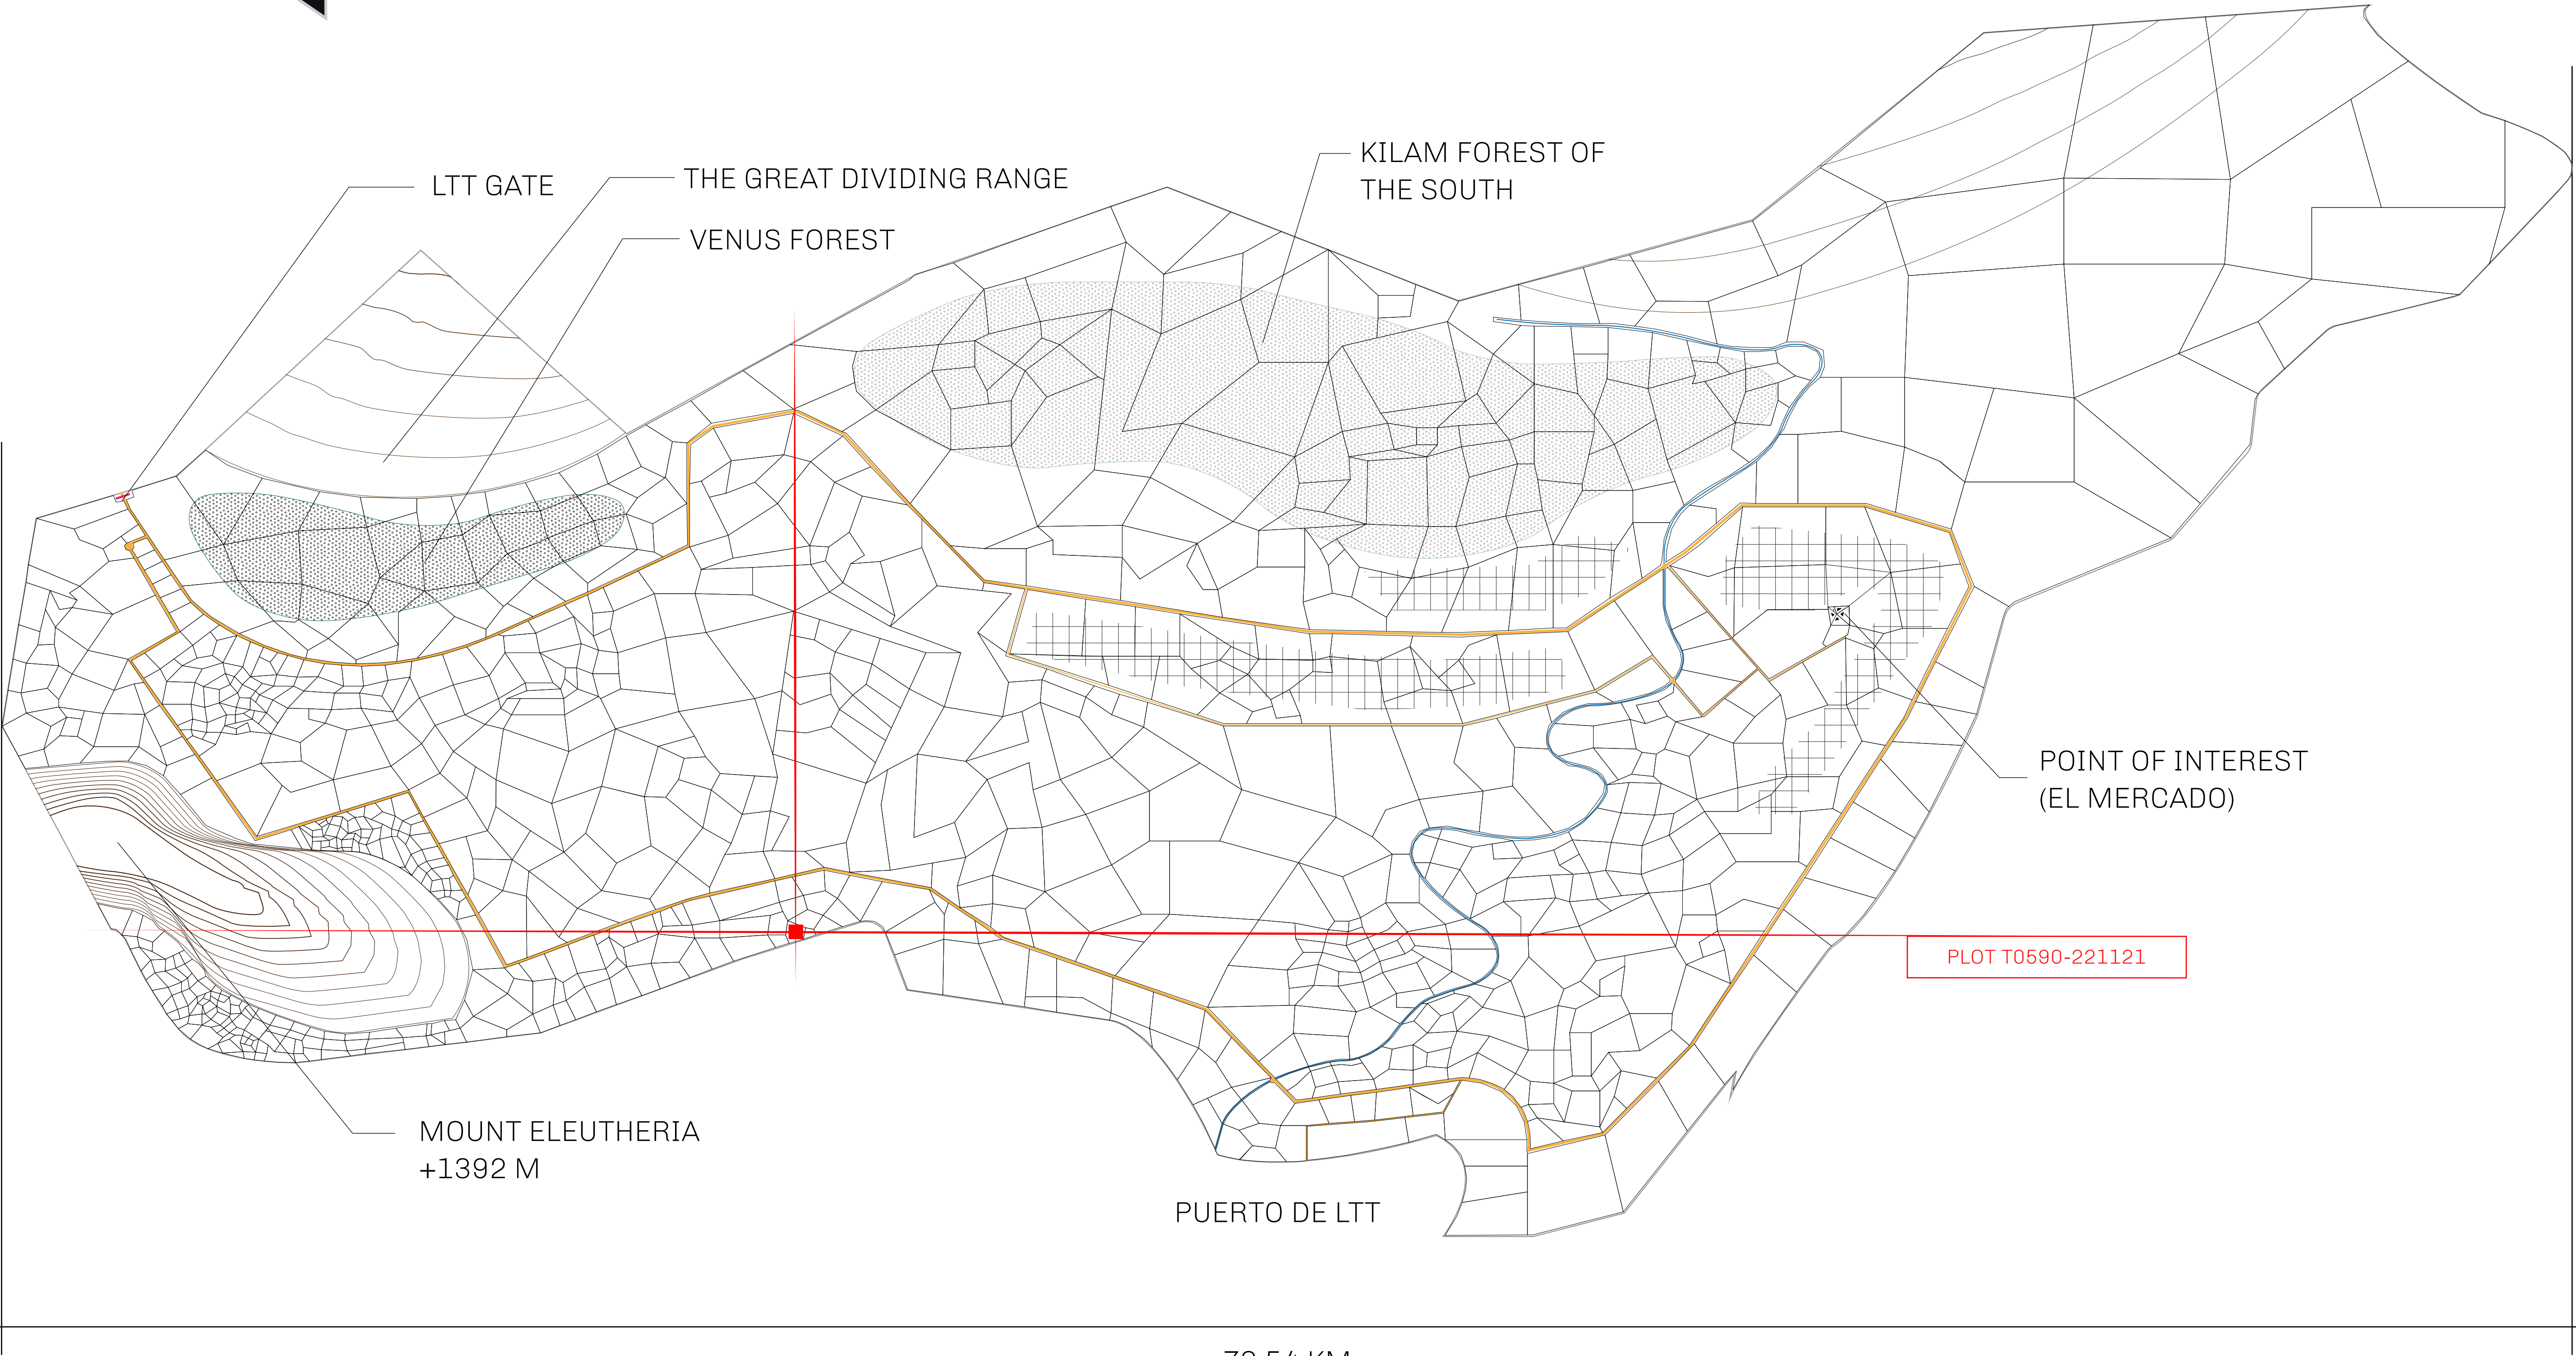 KILAM FOREST OF
THE SOUTH
LTT GATE
THE GREAT DIVIDING RANGE
VENUS FOREST
POINT OF INTEREST
(EL MERCADO)
PLOT T0590-221121
MOUNT ELEUTHERIA
+1392 M
PUERTO DE LTT
KM